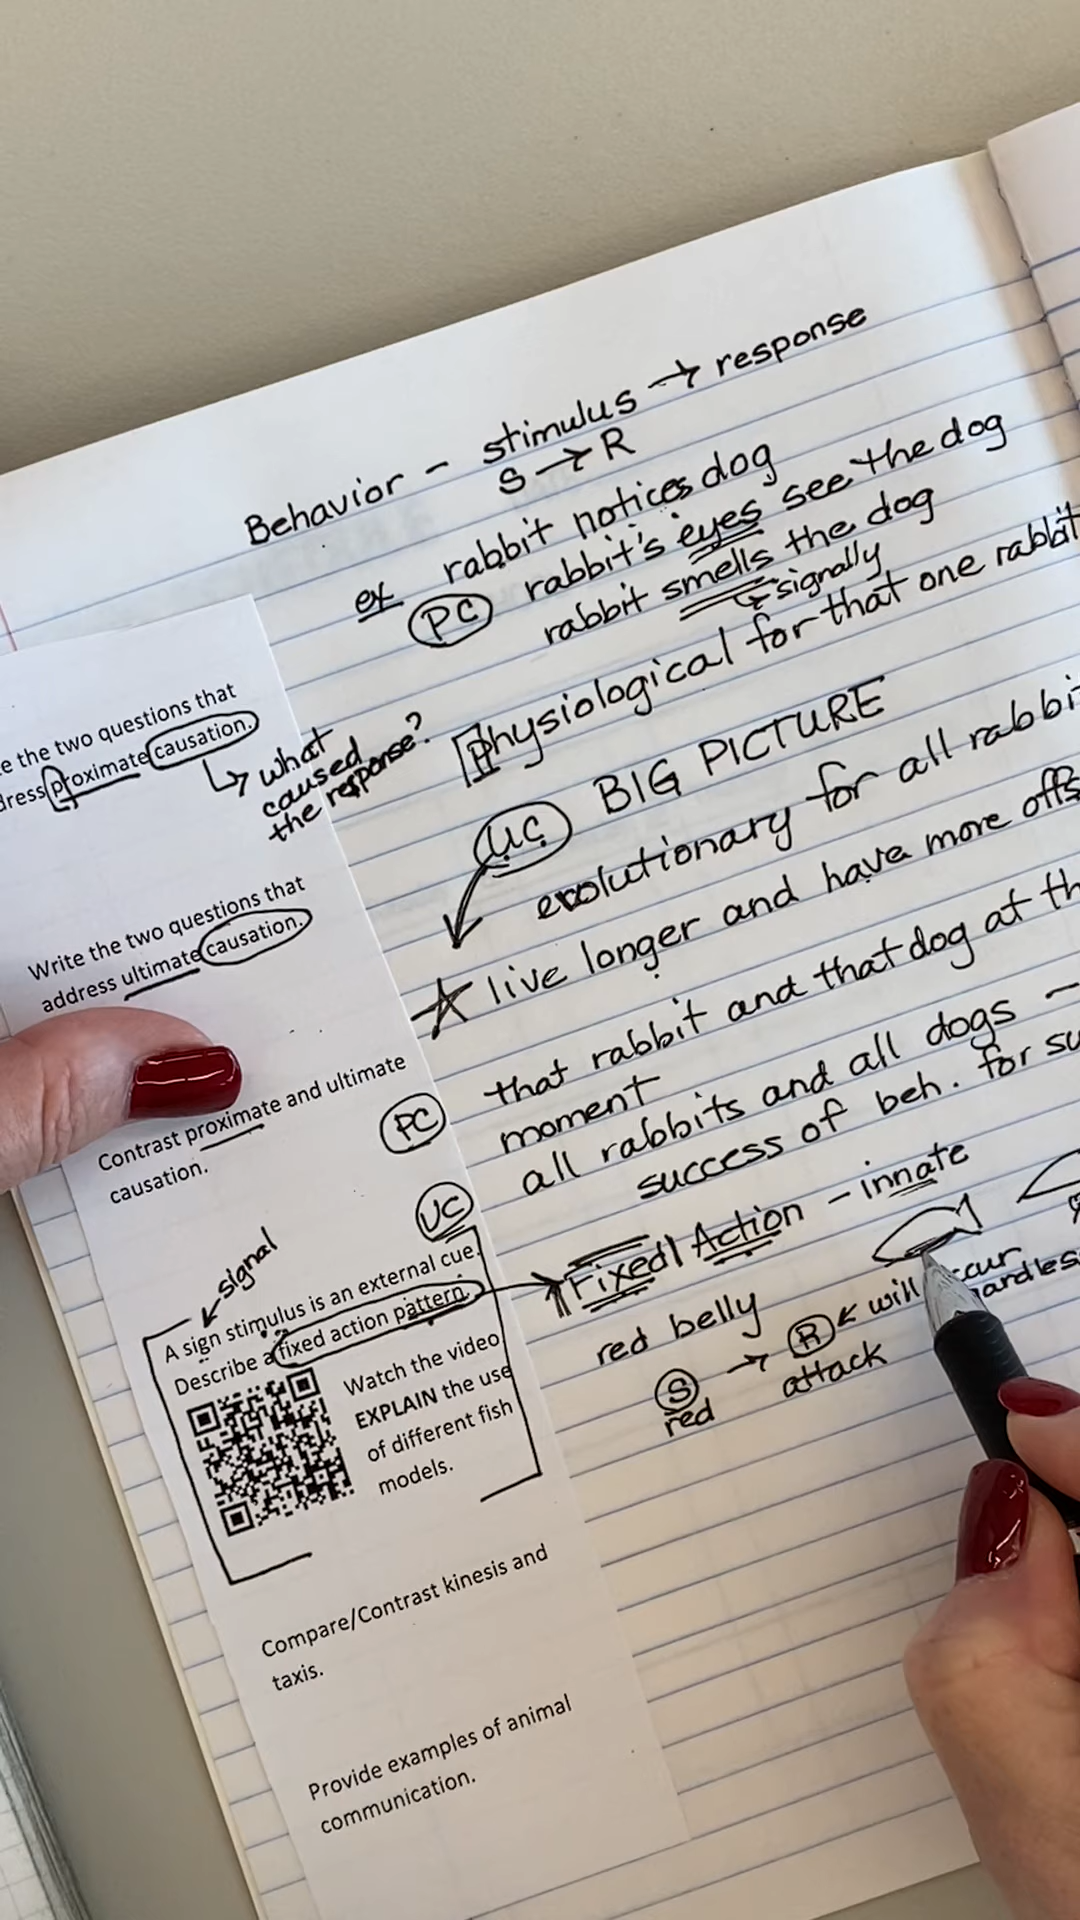 Behavior - stimulus → response
S → R
ex rabbit notices dog
PC rabbit's eyes see the dog
rabbit smells the dog
↳ signally
Physiological for that one rabbit
UC BIG PICTURE
evolutionary for all rabbi
live longer and have more offs
that rabbit and that dog at th
moment
all rabbits and all dogs -
success of beh. for su
Fixed Action - innate
red belly
S → R ← will occur
red attack
e the two questions that
dress proximate causation.
↳ what
caused
the response?
Write the two questions that
address ultimate causation.
Contrast proximate and ultimate
causation.
PC
UC
signal
A sign stimulus is an external cue.
Describe a fixed action pattern.
Watch the video
EXPLAIN the use
of different fish
models.
Compare/Contrast kinesis and
taxis.
Provide examples of animal
communication.